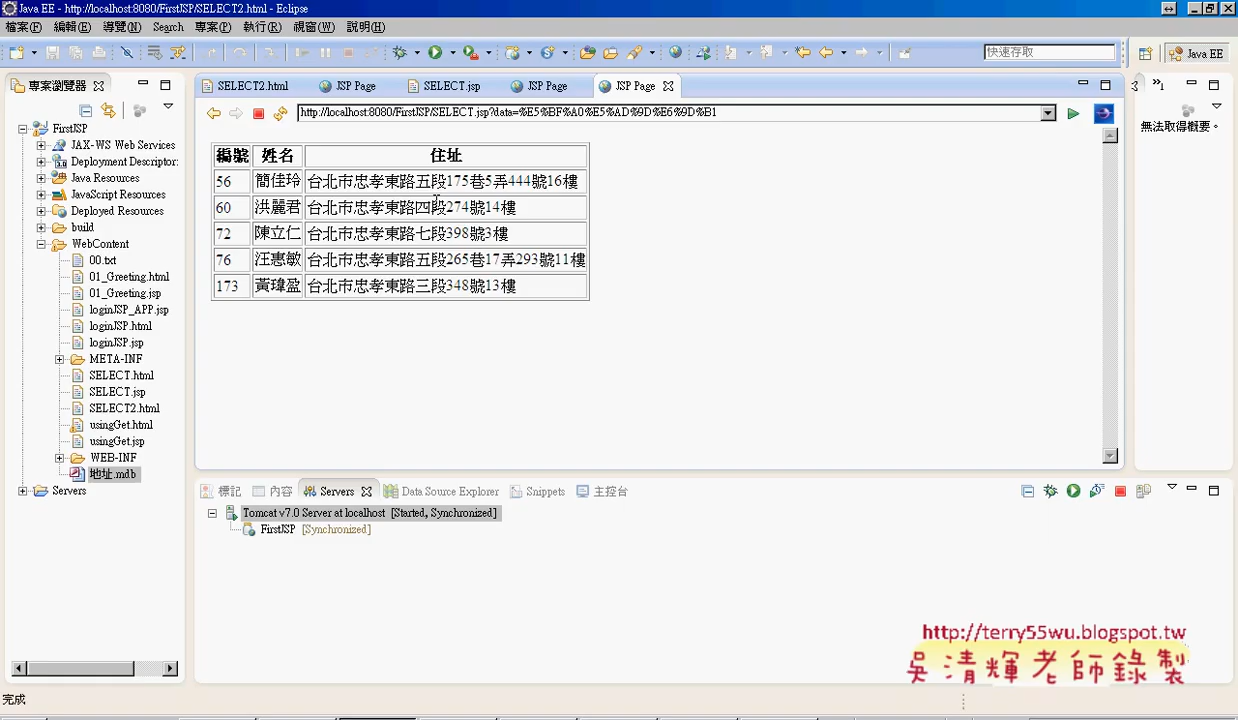 Java EE - http://localhost:8080/FirstJSP/SELECT2.html - Eclipse
檔案(F) 編輯(E) 導覽(N) Search 專案(P) 執行(R) 視窗(W) 說明(H)
快速存取
Java EE
專案瀏覽器
SELECT2.html JSP Page SELECT.jsp JSP Page JSP Page
http://localhost:8080/FirstJSP/SELECT.jsp?data=%E5%BF%A0%E5%AD%9D%E6%9D%B1
無法取得概要。
FirstJSP
JAX-WS Web Services
Deployment Descriptor:
Java Resources
JavaScript Resources
Deployed Resources
build
WebContent
00.txt
01_Greeting.html
01_Greeting.jsp
loginJSP_APP.jsp
loginJSP.html
loginJSP.jsp
META-INF
SELECT.html
SELECT.jsp
SELECT2.html
usingGet.html
usingGet.jsp
WEB-INF
地址.mdb
Servers
編號 姓名 住址
56 簡佳玲 台北市忠孝東路五段175巷5弄444號16樓
60 洪麗君 台北市忠孝東路四段274號14樓
72 陳立仁 台北市忠孝東路七段398號3樓
76 汪惠敏 台北市忠孝東路五段265巷17弄293號11樓
173 黃瑋盈 台北市忠孝東路三段348號13樓
標記 內容 Servers Data Source Explorer Snippets 主控台
Tomcat v7.0 Server at localhost [Started, Synchronized]
FirstJSP [Synchronized]
http://terry55wu.blogspot.tw
吳清輝老師錄製
完成